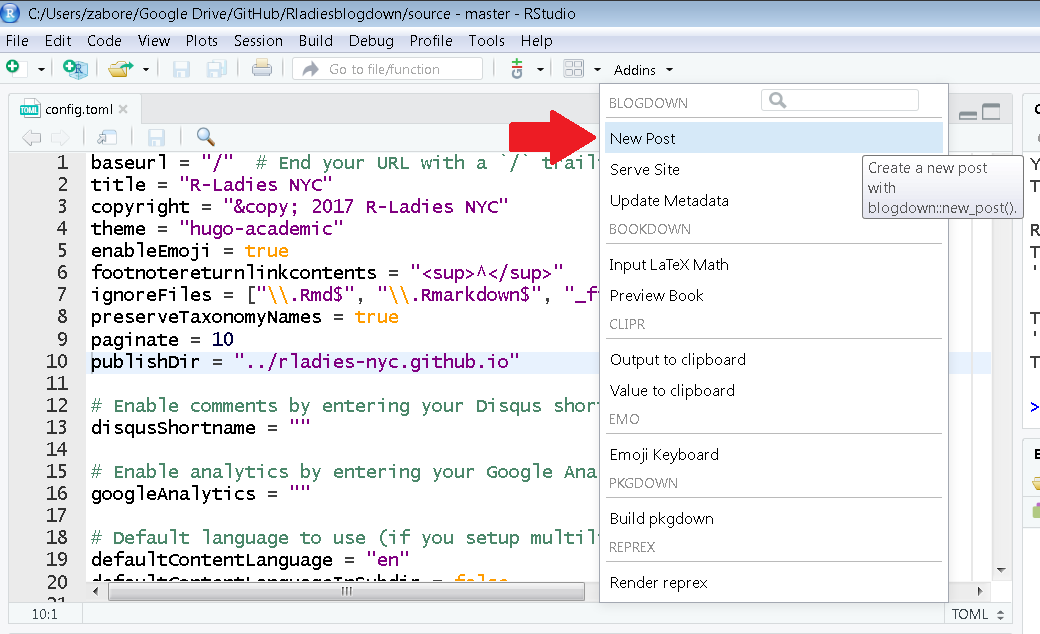 C:/Users/zabore/Google Drive/GitHub/Rladiesblogdown/source - master - RStudio
File Edit Code View Plots Session Build Debug Profile Tools Help
Go to file/function
Addins
config.toml
1 baseurl = "/"  # End your URL with a `/` trail
2 title = "R-Ladies NYC"
3 copyright = "&copy; 2017 R-Ladies NYC"
4 theme = "hugo-academic"
5 enableEmoji = true
6 footnotereturnlinkcontents = "<sup>^</sup>"
7 ignoreFiles = ["\\.Rmd$", "\\.Rmarkdown$", "_f
8 preserveTaxonomyNames = true
9 paginate = 10
10 publishDir = "../rladies-nyc.github.io"
11
12 # Enable comments by entering your Disqus shor
13 disqusShortname = ""
14
15 # Enable analytics by entering your Google Ana
16 googleAnalytics = ""
17
18 # Default language to use (if you setup multil
19 defaultContentLanguage = "en"
20 defaultContentLanguageInSubdir = false
21
10:1
TOML
BLOGDOWN
New Post
Serve Site
Update Metadata
BOOKDOWN
Input LaTeX Math
Preview Book
CLIPR
Output to clipboard
Value to clipboard
EMO
Emoji Keyboard
PKGDOWN
Build pkgdown
REPREX
Render reprex
Create a new post
with
blogdown::new_post().